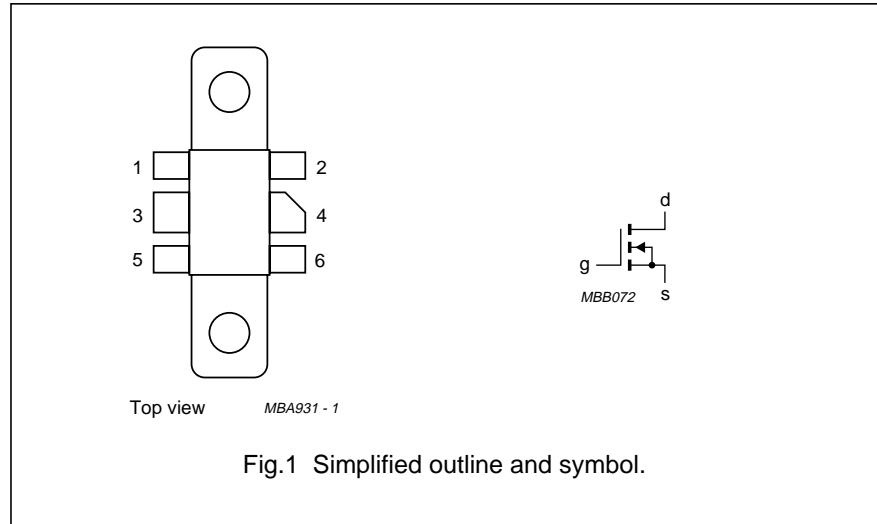 1 2
3 4
5 6
d
g
MBB072 s
Top view MBA931 - 1
Fig.1 Simplified outline and symbol.